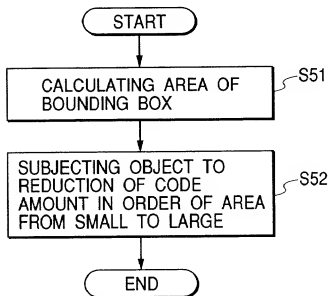 START
CALCULATING AREA OF
BOUNDING BOX
S51
SUBJECTING OBJECT TO
REDUCTION OF CODE
AMOUNT IN ORDER OF AREA
FROM SMALL TO LARGE
S52
END